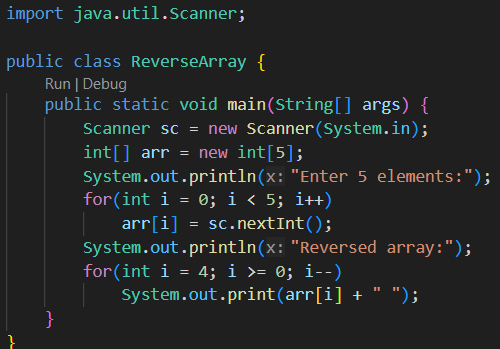 import java.util.Scanner;
public class ReverseArray {
Run | Debug
public static void main(String[] args) {
Scanner sc = new Scanner(System.in);
int[] arr = new int[5];
System.out.println(x: "Enter 5 elements:");
for(int i = 0; i < 5; i++)
arr[i] = sc.nextInt();
System.out.println(x: "Reversed array:");
for(int i = 4; i >= 0; i--)
System.out.print(arr[i] + " ");
}
}